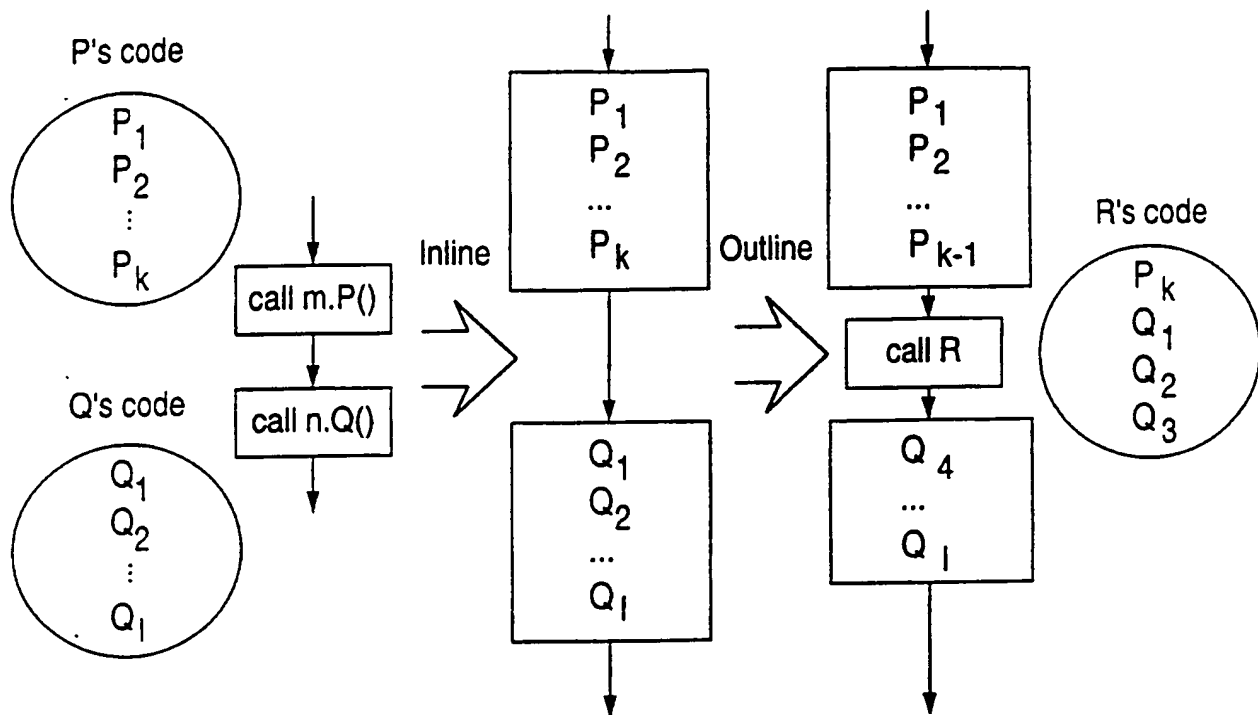 P's code
P1
P2
...
Pk
call m.P()
call n.Q()
Q's code
Q1
Q2
...
Ql
Inline
P1
P2
...
Pk
Q1
Q2
...
Ql
Outline
P1
P2
...
Pk-1
call R
Q4
...
Ql
R's code
Pk
Q1
Q2
Q3